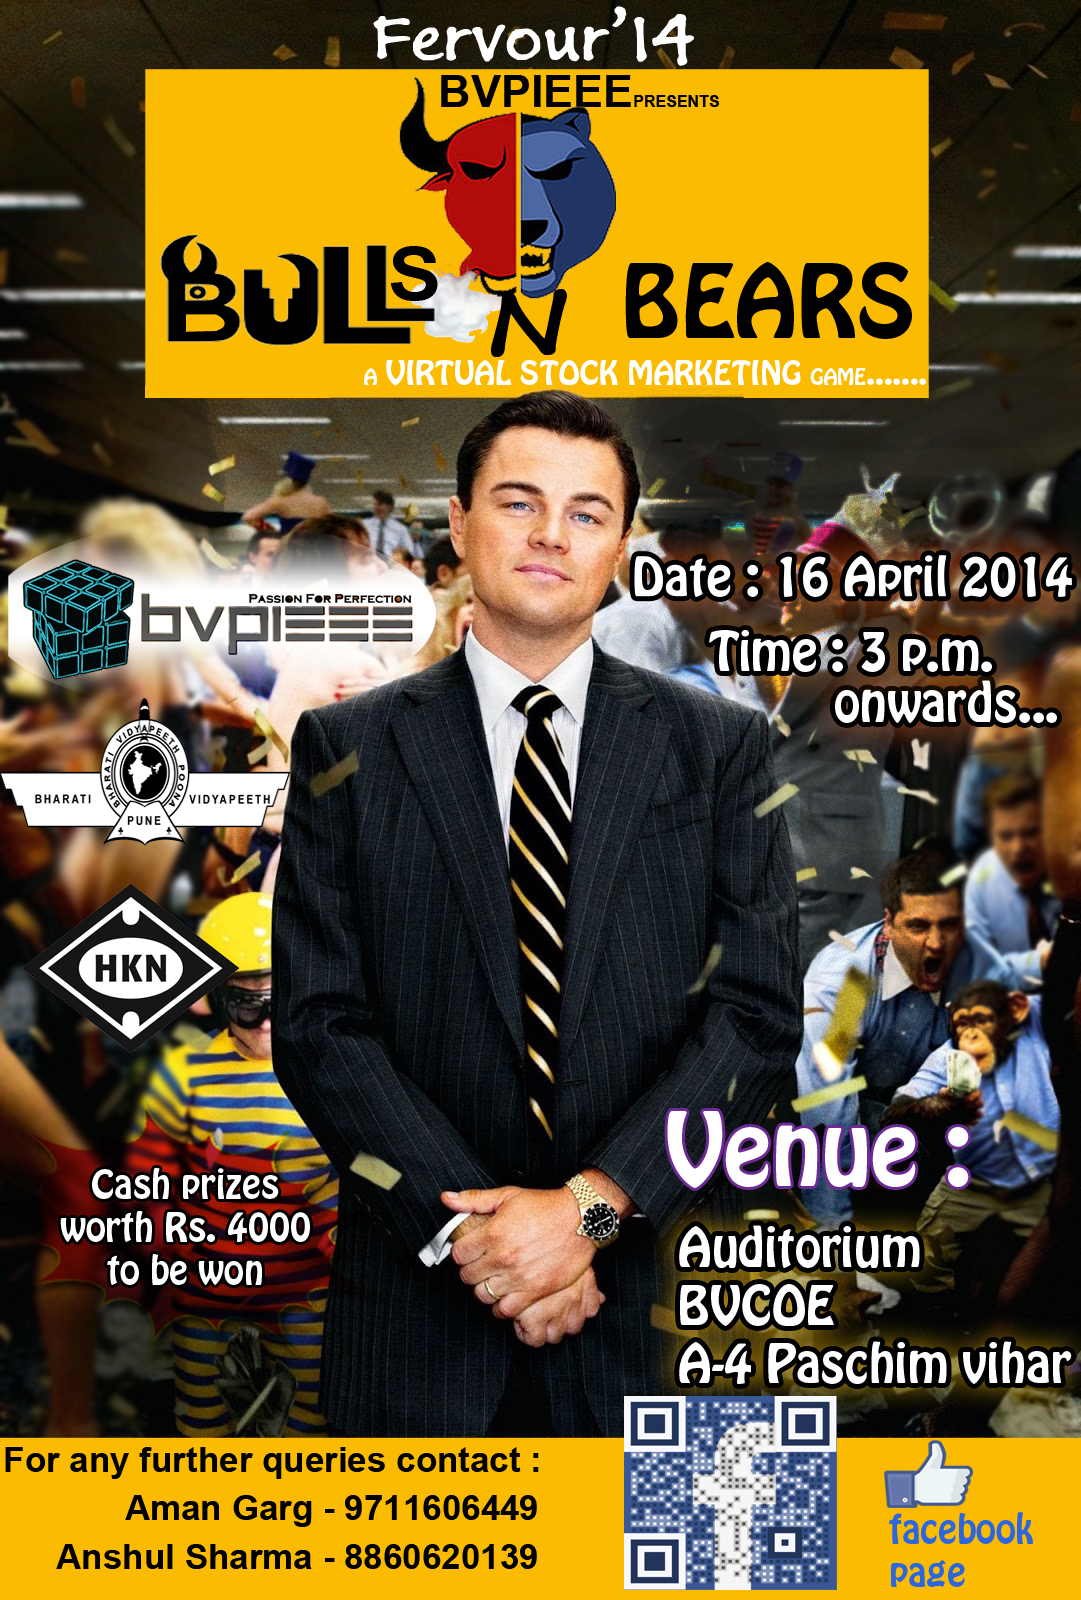 Fervour'14
BVPIEEE PRESENTS
BULLS N BEARS
A VIRTUAL STOCK MARKETING GAME.......
Date : 16 April 2014
Time : 3 p.m.
onwards...
PASSION FOR PERFECTION
bvpieee
BHARATI VIDYAPEETH POONA
BHARATI VIDYAPEETH
PUNE
HKN
Cash prizes
worth Rs. 4000
to be won
Venue :
Auditorium
BVCOE
A-4 Paschim vihar
For any further queries contact :
Aman Garg - 9711606449
Anshul Sharma - 8860620139
facebook
page